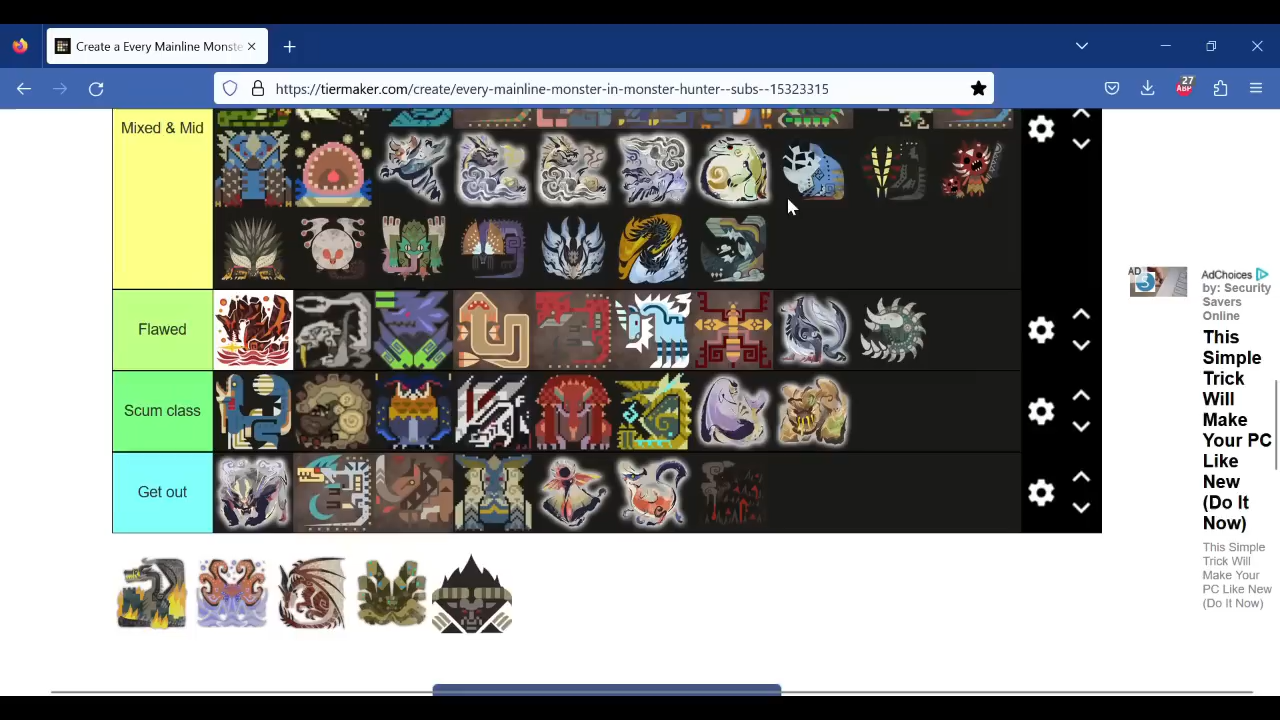 Create a Every Mainline Monste
https://tiermaker.com/create/every-mainline-monster-in-monster-hunter--subs--15323315
27
ABP
Mixed & Mid
Flawed
Scum class
Get out
AD
AdChoices
by: Security
Savers
Online
This
Simple
Trick
Will
Make
Your PC
Like
New
(Do It
Now)
This Simple
Trick Will
Make Your
PC Like New
(Do It Now)